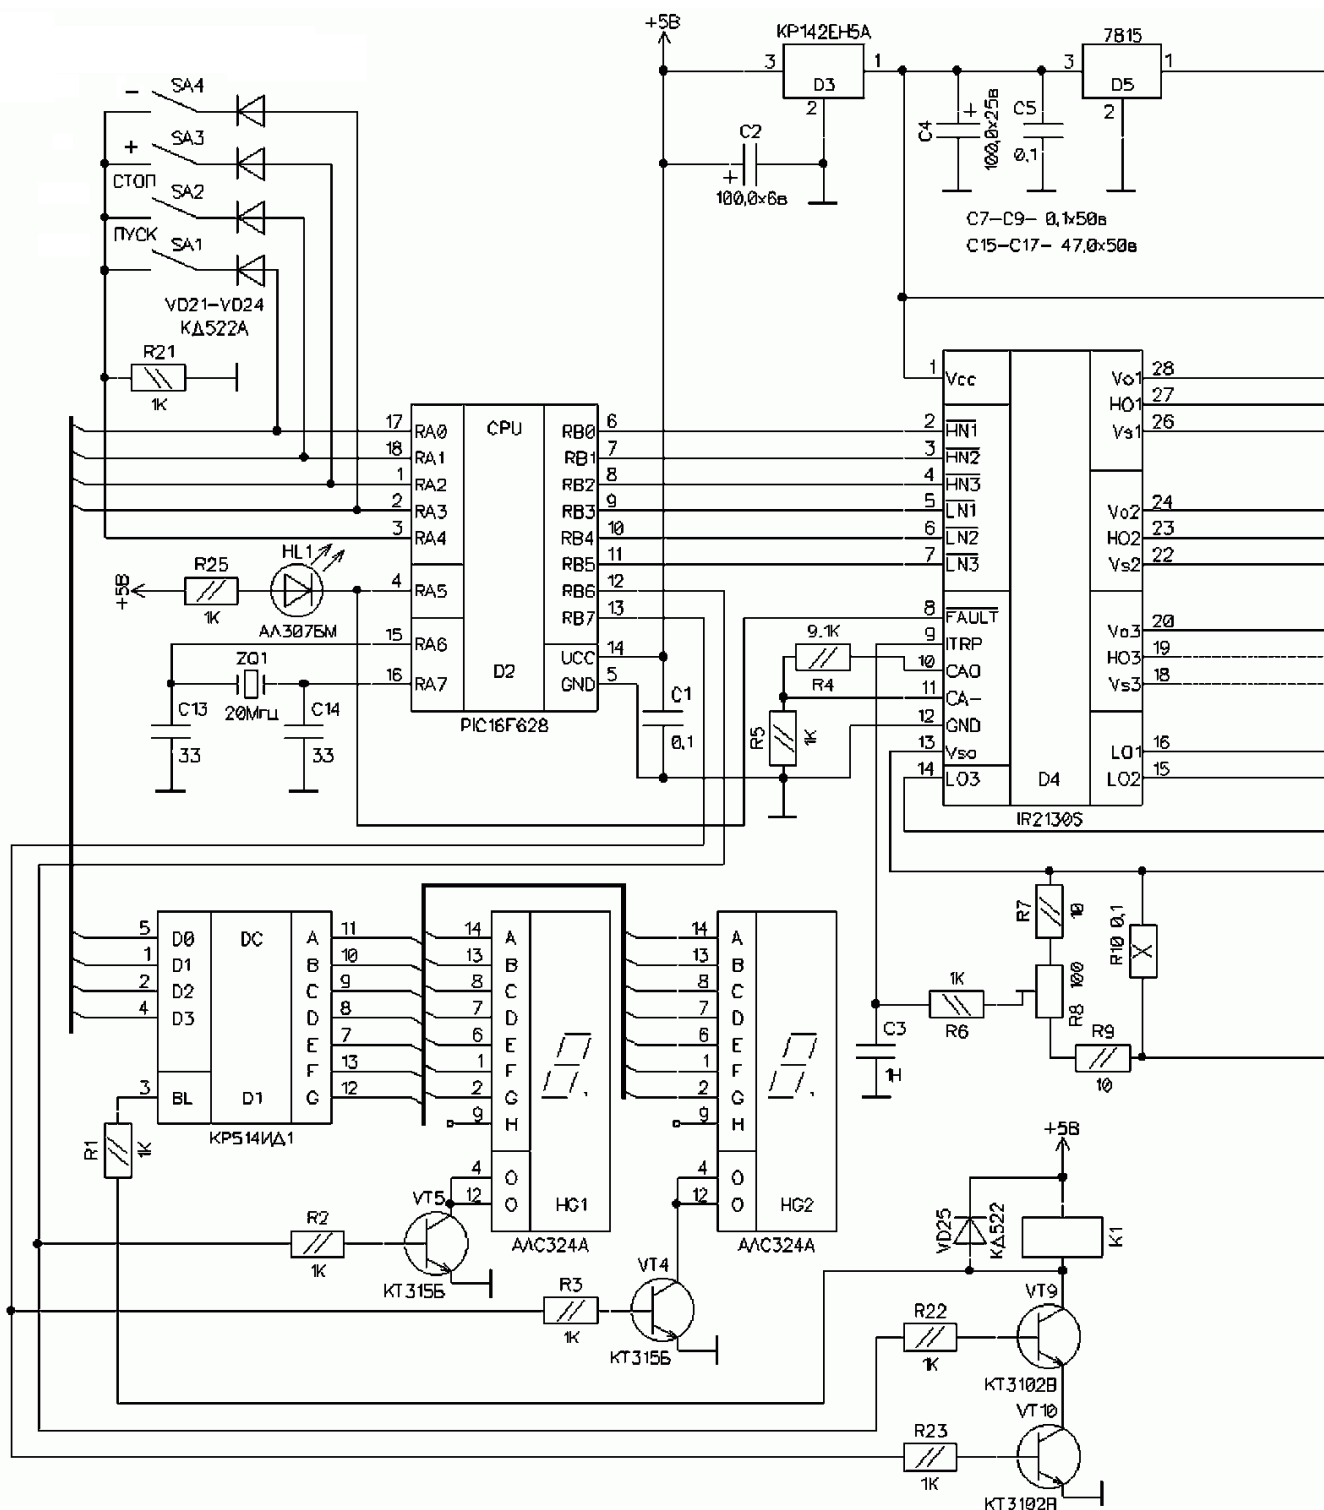 +5В
КР142ЕН5А
7815
3
D3
1
2
3
D5
1
2
C2
+
100,0х6в
C4
+
100,0х25в
C5
0,1
С7-С9- 0,1х50в
С15-С17- 47,0х50в
−
SA4
+
SA3
СТОП
SA2
ПУСК
SA1
VD21-VD24
КД522А
R21
1К
17 RA0 CPU RB0 6
18 RA1 RB1 7
1 RA2 RB2 8
2 RA3 RB3 9
3 RA4 RB4 10
RB5 11
4 RA5 RB6 12
RB7 13
15 RA6 UCC 14
16 RA7 D2 GND 5
PIC16F628
+5В
R25
1К
HL1
АЛ307БМ
ZQ1
20Мгц
C13
33
C14
33
C1
0,1
9.1К
R4
R5
1К
1 Vcc Vo1 28
HO1 27
2 HN1 Vs1 26
3 HN2
4 HN3
5 LN1 Vo2 24
6 LN2 HO2 23
7 LN3 Vs2 22
8 FAULT Vo3 20
9 ITRP HO3 19
10 CAO Vs3 18
11 CA-
12 GND LO1 16
13 Vso LO2 15
14 LO3 D4
IR2130S
R7
10
R10 0,1
R8
100
1К
R6
R9
10
C3
1Н
5 D0 DC A 11
1 D1 B 10
2 D2 C 9
4 D3 D 8
E 7
F 13
3 BL D1 G 12
КР514ИД1
R1
1К
14 A
13 B
8 C
7 D
6 E
1 F
2 G
9 H
4 O
12 O HG1
АЛС324А
14 A
13 B
8 C
7 D
6 E
1 F
2 G
9 H
4 O
12 O HG2
АЛС324А
VT5
R2
1К
КТ315Б
VT4
R3
1К
КТ315Б
+5В
VD25
КД522
K1
VT9
R22
1К
КТ3102В
VT10
R23
1К
КТ3102В